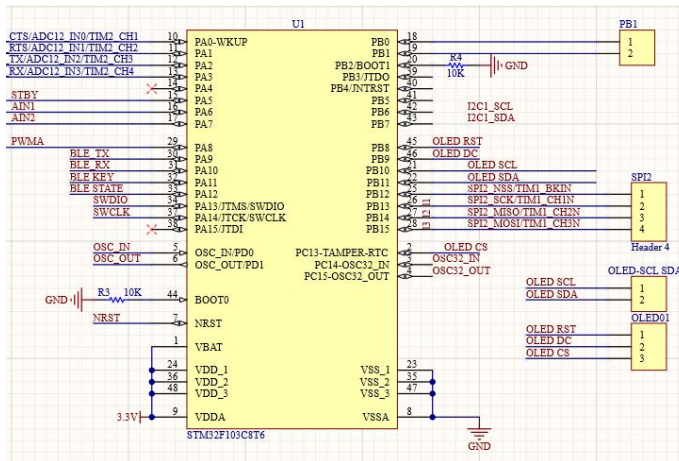 U1
PB1
CTS/ADC12_IN0/TIM2_CH1 10 PA0-WKUP PB0 18 1
RTS/ADC12_IN1/TIM2_CH2 11 PA1 PB1 19 2
TX/ADC12_IN2/TIM2_CH3 12 PA2 PB2/BOOT1 20 R4 10K GND
RX/ADC12_IN3/TIM2_CH4 13 PA3 PB3/JTDO 39
14 PA4 PB4/JNTRST 40
STBY 15 PA5 PB5 41
AIN1 16 PA6 PB6 42 I2C1_SCL
AIN2 17 PA7 PB7 43 I2C1_SDA
PWMA 29 PA8 PB8 45 OLED RST
BLE_TX 30 PA9 PB9 46 OLED DC
BLE_RX 31 PA10 PB10 21 OLED SCL
BLE KEY 32 PA11 PB11 22 OLED SDA SPI2
BLE STATE 33 PA12 PB12 25 SPI2_NSS/TIM1_BKIN 1
SWDIO 34 PA13/JTMS/SWDIO PB13 26 SPI2_SCK/TIM1_CH1N 2
SWCLK 37 PA14/JTCK/SWCLK PB14 27 SPI2_MISO/TIM1_CH2N 3
38 PA15/JTDI PB15 28 SPI2_MOSI/TIM1_CH3N 4
Header 4
OSC_IN 5 OSC_IN/PD0 PC13-TAMPER-RTC 2 OLED CS
OSC_OUT 6 OSC_OUT/PD1 PC14-OSC32_IN 3 OSC32_IN
PC15-OSC32_OUT 4 OSC32_OUT
OLED-SCL SDA
OLED SCL 1
OLED SDA 2
GND R3 10K 44 BOOT0
NRST 7 NRST
OLED01
OLED RST 1
OLED DC 2
OLED CS 3
1 VBAT
24 VDD_1 VSS_1 23
36 VDD_2 VSS_2 35
48 VDD_3 VSS_3 47
3.3V 9 VDDA VSSA 8
GND
STM32F103C8T6